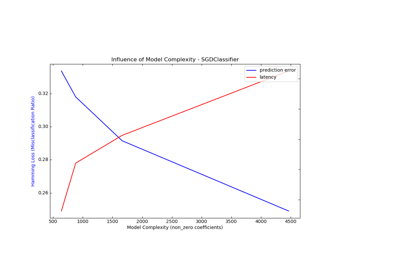 Influence of Model Complexity - SGDClassifier
prediction error
latency
0.32
0.30
0.28
0.26
Hamming Loss (Misclassification Ratio)
500 1000 1500 2000 2500 3000 3500 4000 4500
Model Complexity (non_zero coefficients)